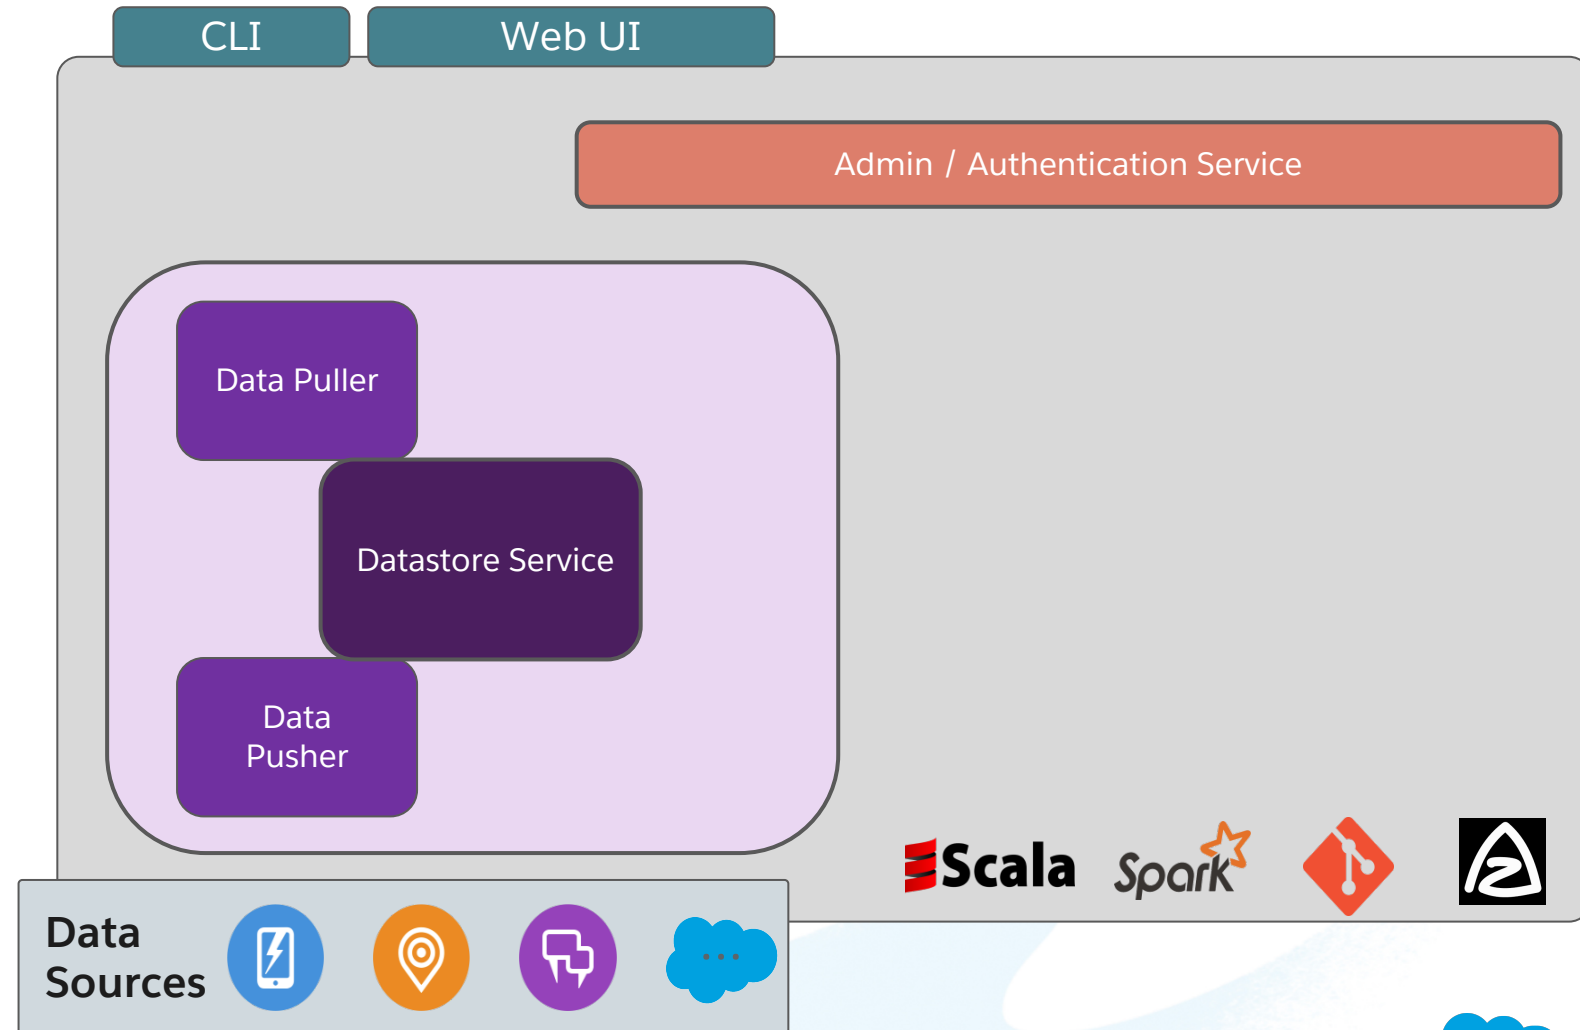 CLI
Web UI
Admin / Authentication Service
Data Puller
Datastore Service
Data
Pusher
Scala
Spark
Data
Sources